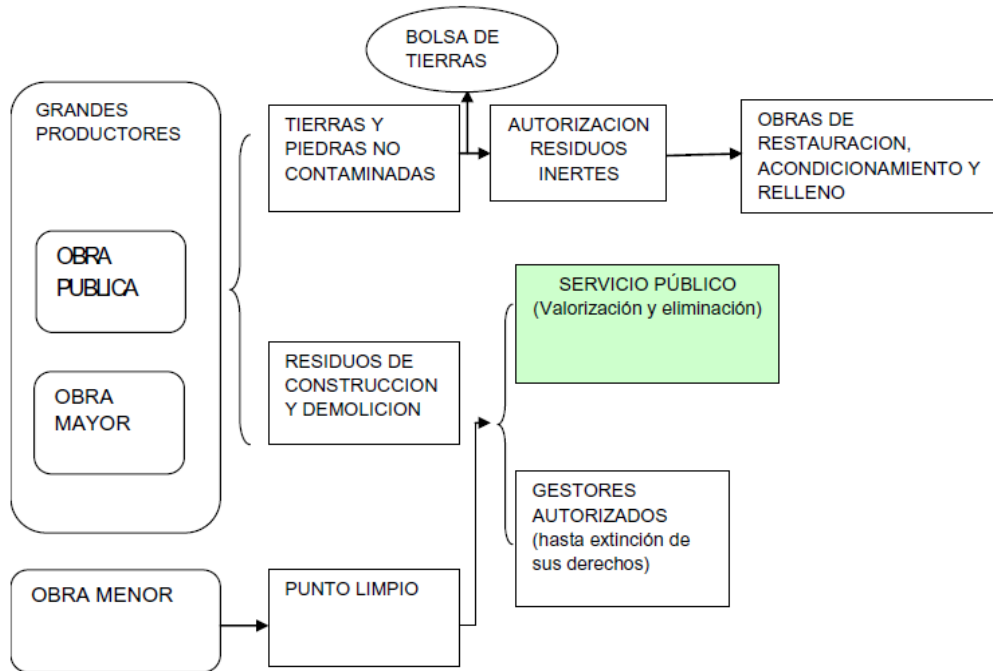 BOLSA DE
TIERRAS
GRANDES
PRODUCTORES
OBRA
PUBLICA
OBRA
MAYOR
TIERRAS Y
PIEDRAS NO
CONTAMINADAS
AUTORIZACION
RESIDUOS
INERTES
OBRAS DE
RESTAURACION,
ACONDICIONAMIENTO Y
RELLENO
RESIDUOS DE
CONSTRUCCION
Y DEMOLICION
SERVICIO PÚBLICO
(Valorización y eliminación)
GESTORES
AUTORIZADOS
(hasta extinción de
sus derechos)
OBRA MENOR
PUNTO LIMPIO